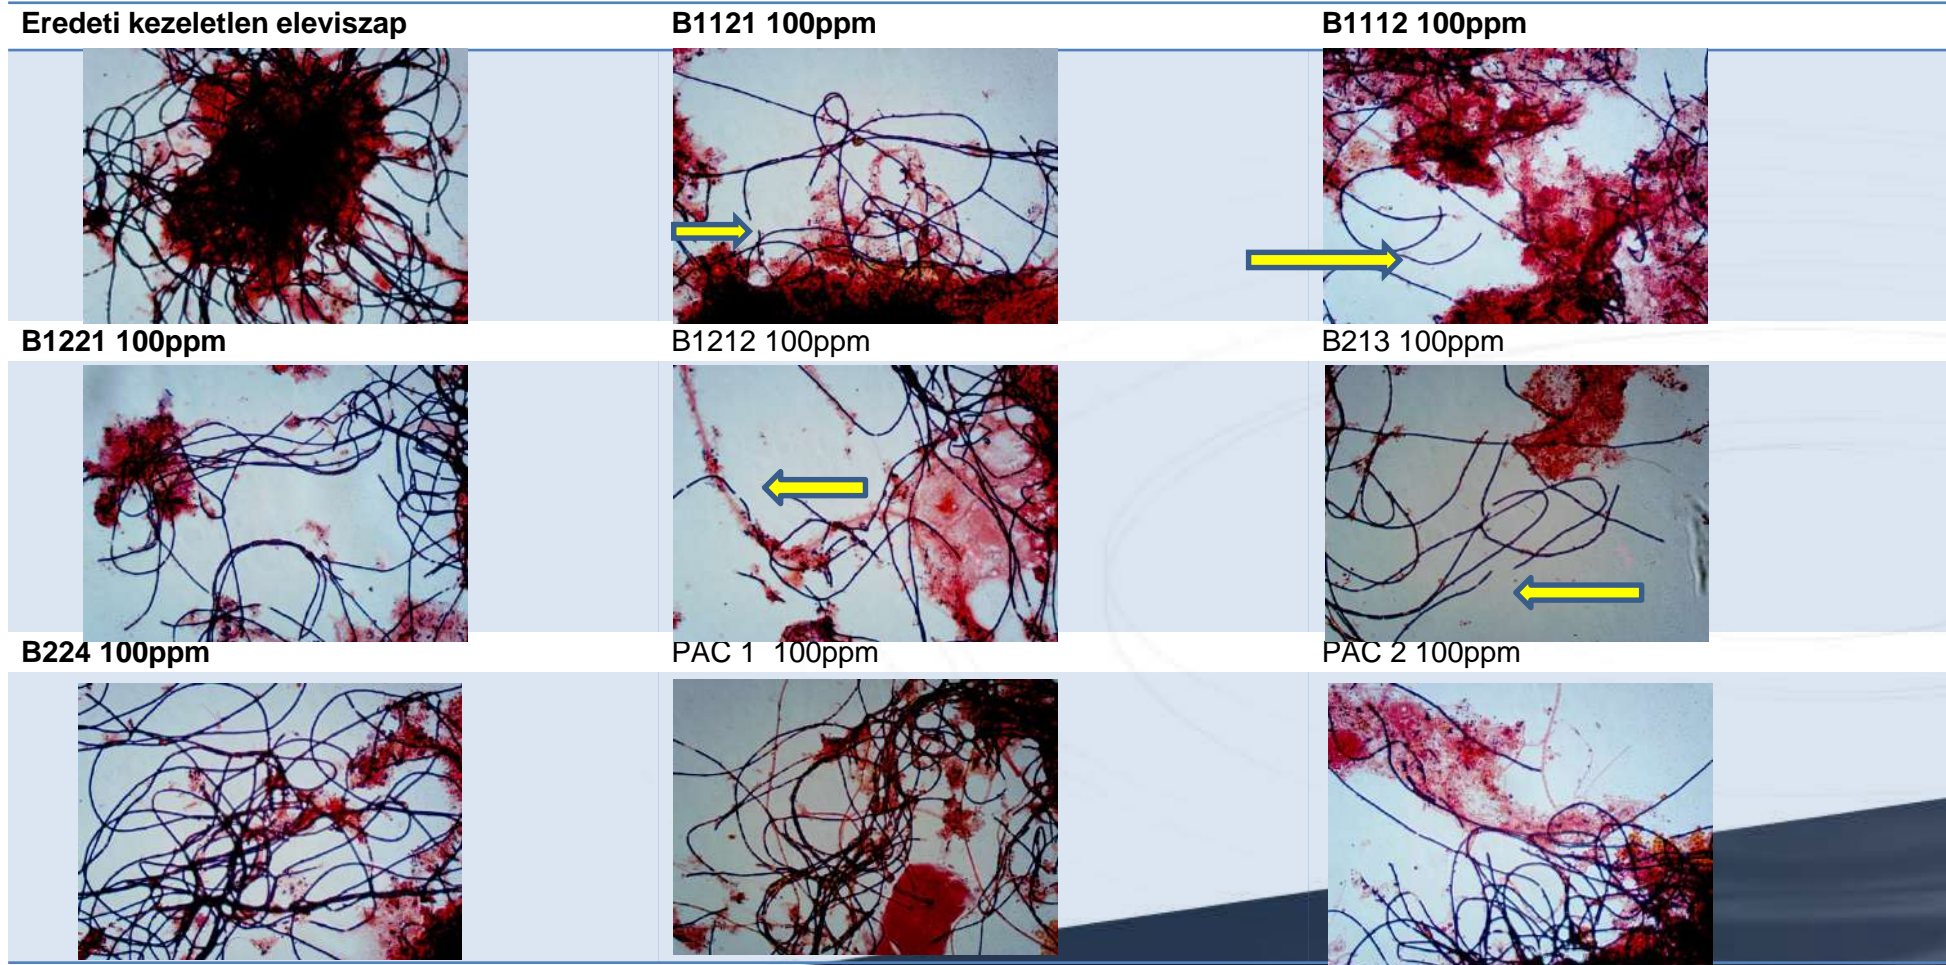 Eredeti kezeletlen eleviszap
B1121 100ppm
B1112 100ppm
B1221 100ppm
B1212 100ppm
B213 100ppm
B224 100ppm
PAC 1  100ppm
PAC 2 100ppm